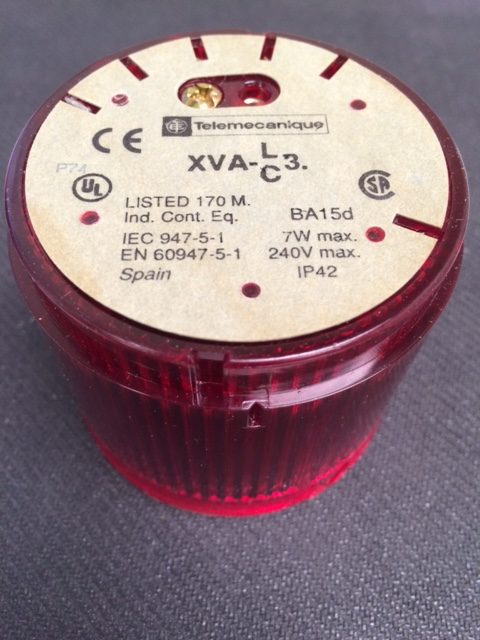 Telemecanique
CE
XVA-L/C3.
P74
UL
SA
LISTED 170 M.
Ind. Cont. Eq.
BA15d
IEC 947-5-1
7W max.
EN 60947-5-1
240V max.
Spain
IP42